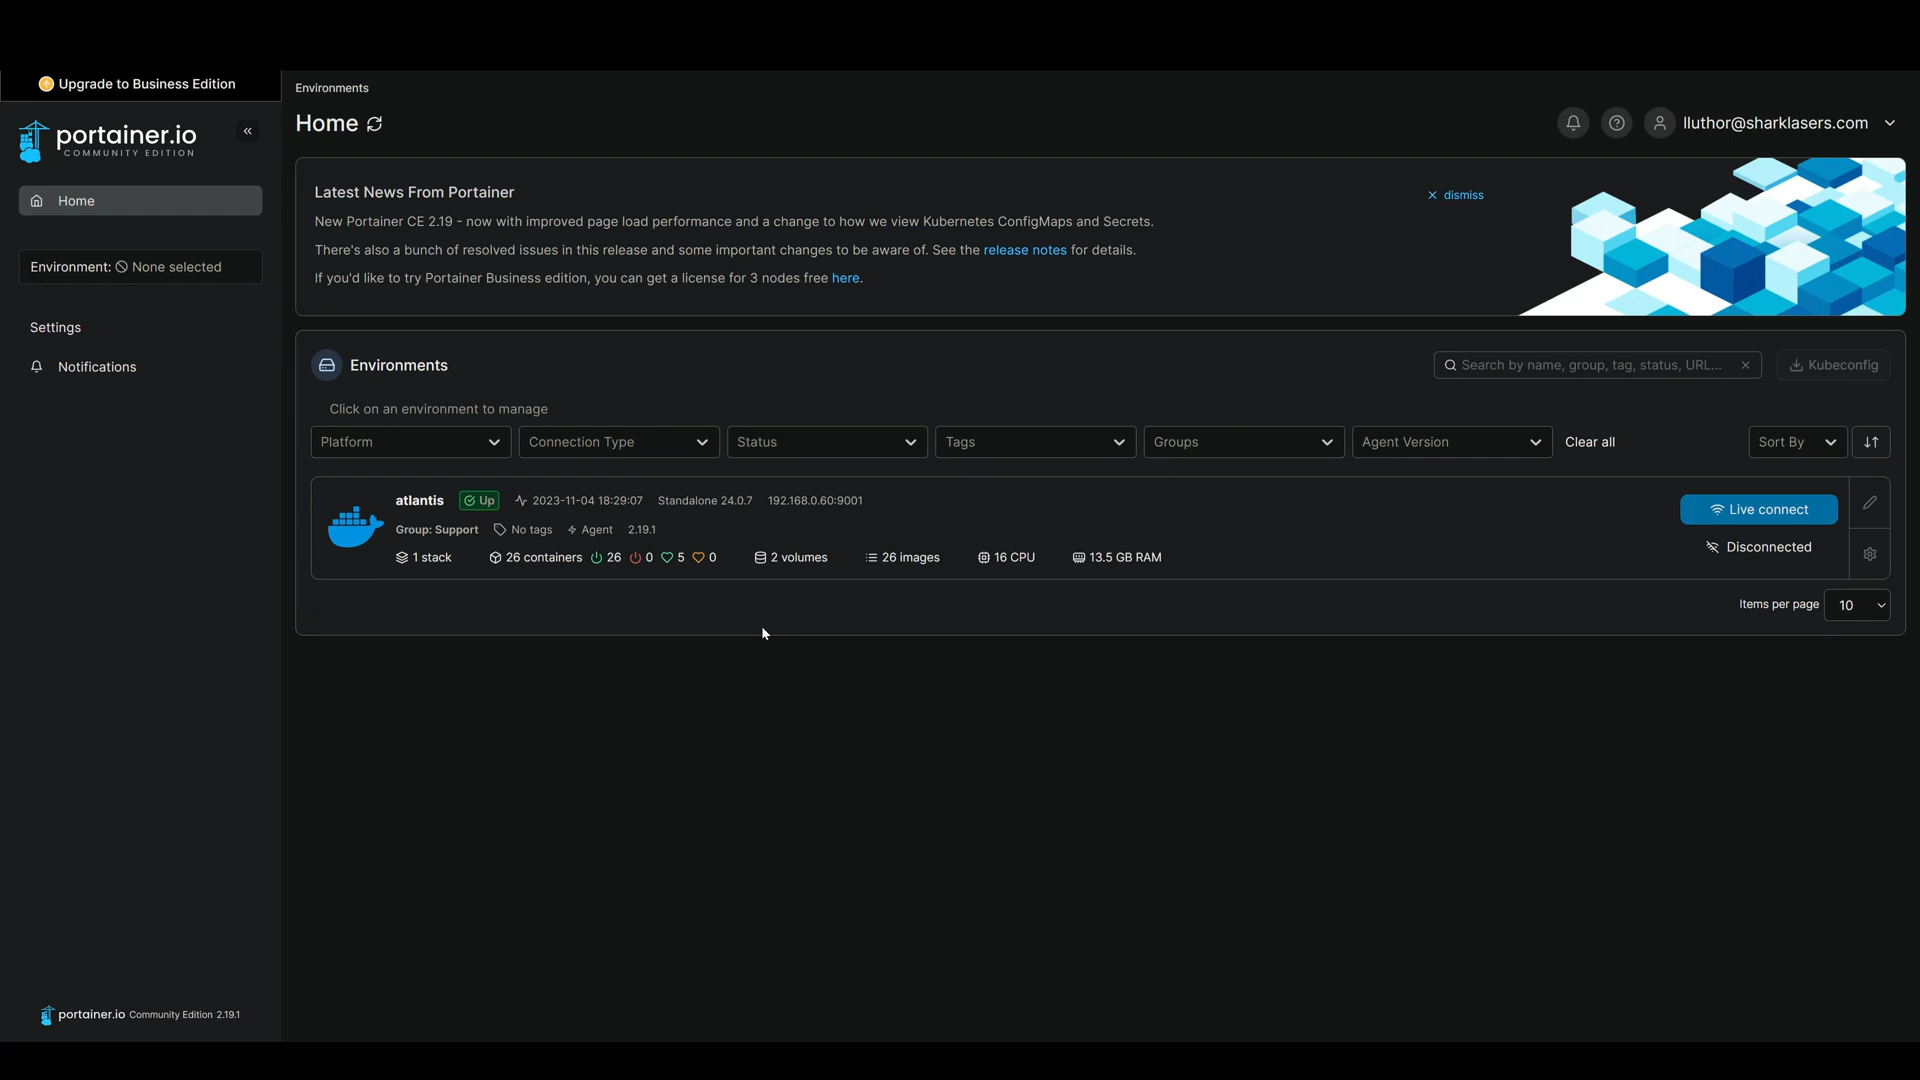 Upgrade to Business Edition
portainer.io
COMMUNITY EDITION
Home
Environment: None selected
Settings
Notifications
portainer.io Community Edition 2.19.1
Environments
Home
lluthor@sharklasers.com
Latest News From Portainer
dismiss
New Portainer CE 2.19 - now with improved page load performance and a change to how we view Kubernetes ConfigMaps and Secrets.
There's also a bunch of resolved issues in this release and some important changes to be aware of. See the release notes for details.
If you'd like to try Portainer Business edition, you can get a license for 3 nodes free here.
Environments
Search by name, group, tag, status, URL...
Kubeconfig
Click on an environment to manage
Platform Connection Type Status Tags Groups Agent Version Clear all Sort By
atlantis Up 2023-11-04 18:29:07 Standalone 24.0.7 192.168.0.60:9001
Live connect
Group: Support No tags Agent 2.19.1
Disconnected
1 stack 26 containers 26 0 5 0 2 volumes 26 images 16 CPU 13.5 GB RAM
Items per page 10